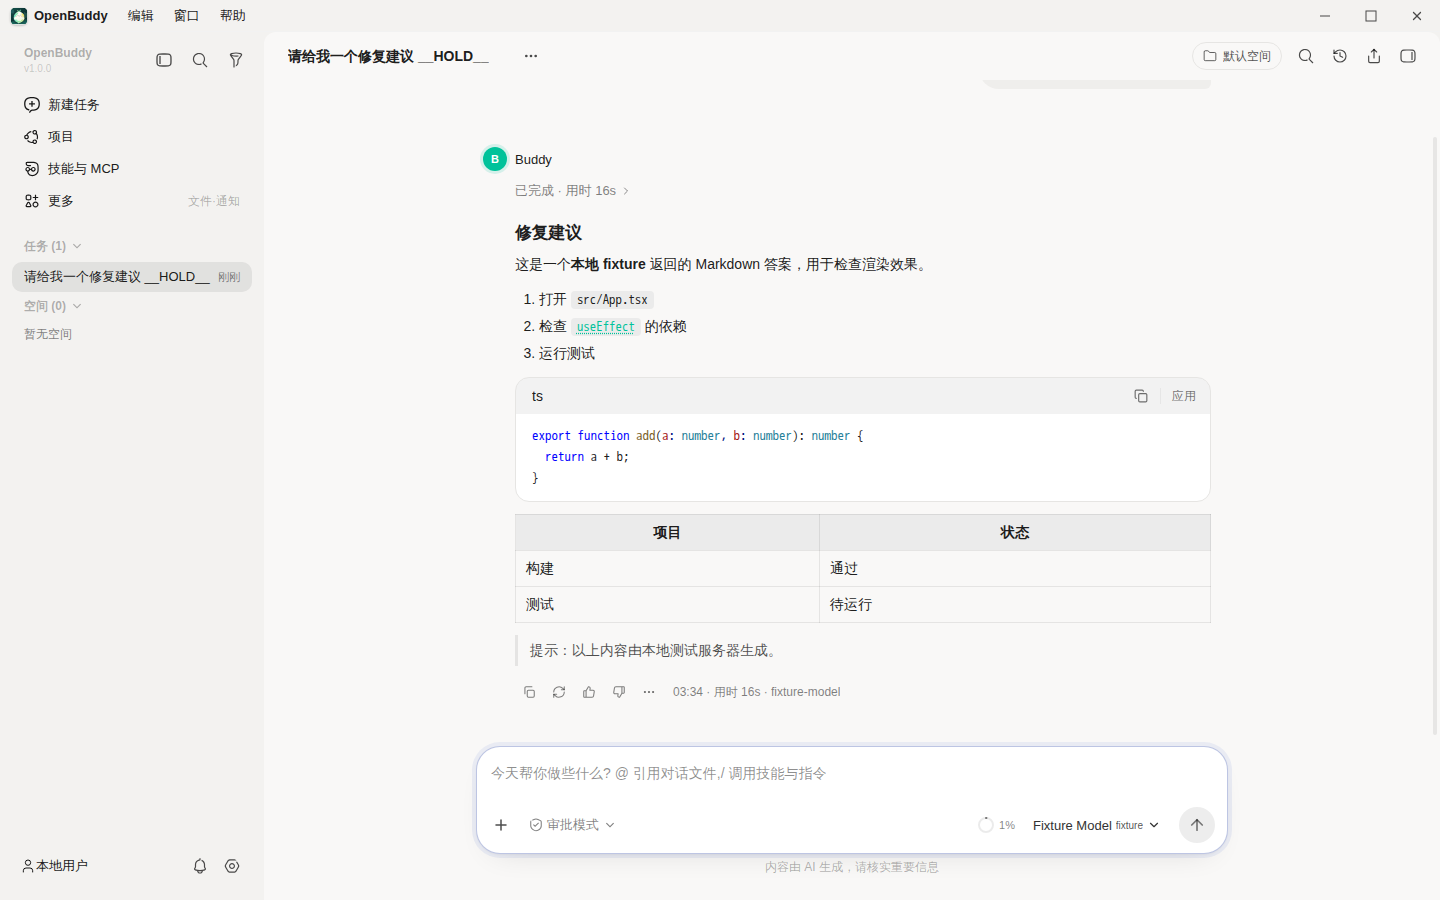 OpenBuddy 编辑 窗口 帮助
OpenBuddy
v1.0.0
新建任务
项目
技能与 MCP
更多 文件·通知
任务 (1)
请给我一个修复建议 __HOLD__ 刚刚
空间 (0)
暂无空间
本地用户
请给我一个修复建议 __HOLD__
默认空间
B Buddy
已完成 · 用时 16s
修复建议
这是一个本地 fixture 返回的 Markdown 答案，用于检查渲染效果。
1. 打开 src/App.tsx
2. 检查 useEffect 的依赖
3. 运行测试
ts 应用
export function add(a: number, b: number): number {
return a + b;
}
项目 状态
构建 通过
测试 待运行
提示：以上内容由本地测试服务器生成。
03:34 · 用时 16s · fixture-model
今天帮你做些什么? @ 引用对话文件,/ 调用技能与指令
审批模式 1% Fixture Model fixture
内容由 AI 生成，请核实重要信息